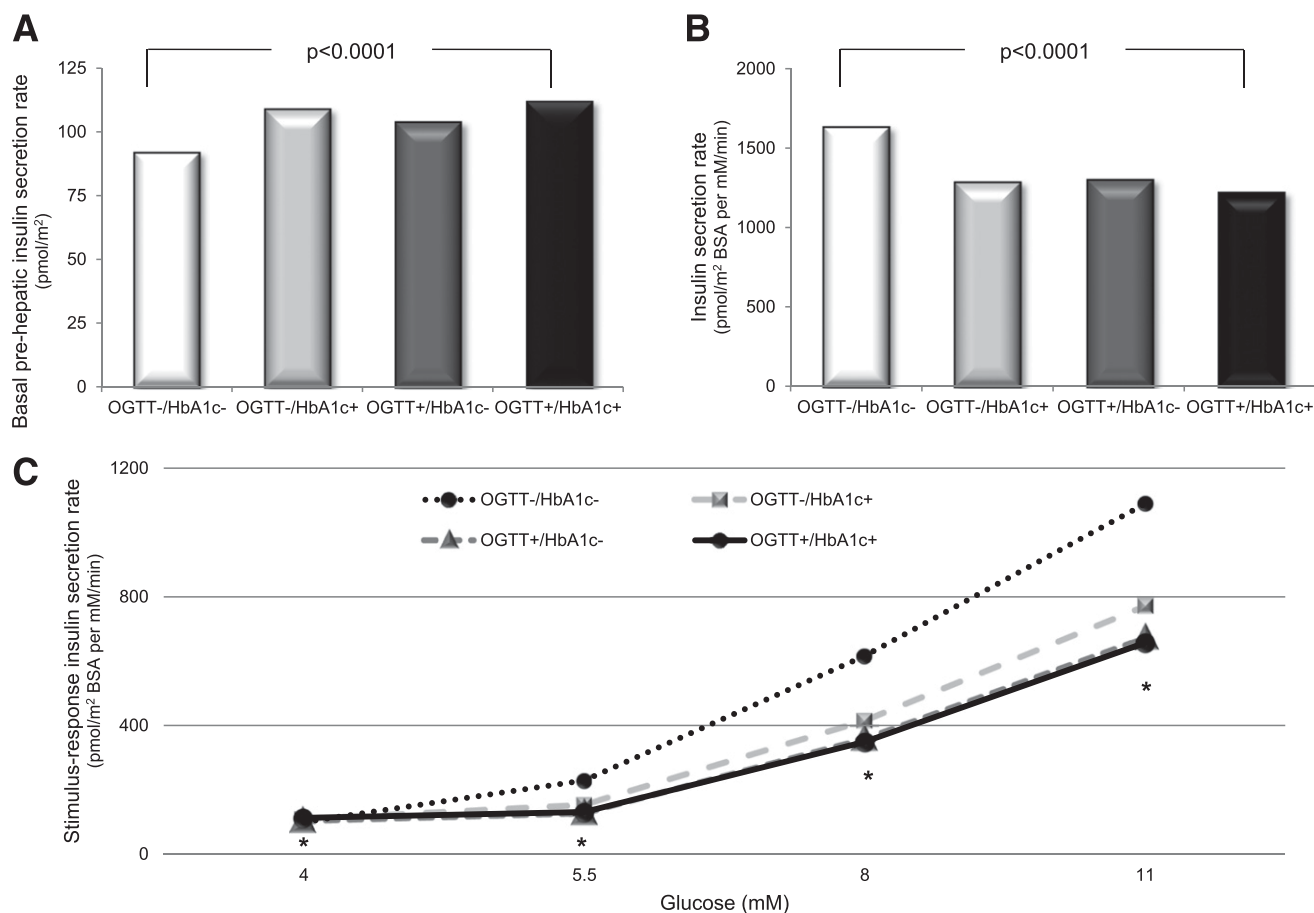 A
p<0.0001
Basal pre-hepatic insulin secretion rate
(pmol/m²)
125
100
75
50
25
0
OGTT-/HbA1c- OGTT-/HbA1c+ OGTT+/HbA1c- OGTT+/HbA1c+
B
p<0.0001
Insulin secretion rate
(pmol/m² BSA per mM/min)
2000
1500
1000
500
0
OGTT-/HbA1c- OGTT-/HbA1c+ OGTT+/HbA1c- OGTT+/HbA1c+
C
Stimulus-response insulin secretion rate
(pmol/m² BSA per mM/min)
1200
800
400
0
OGTT-/HbA1c- OGTT-/HbA1c+
OGTT+/HbA1c- OGTT+/HbA1c+
* * * *
4 5.5 8 11
Glucose (mM)